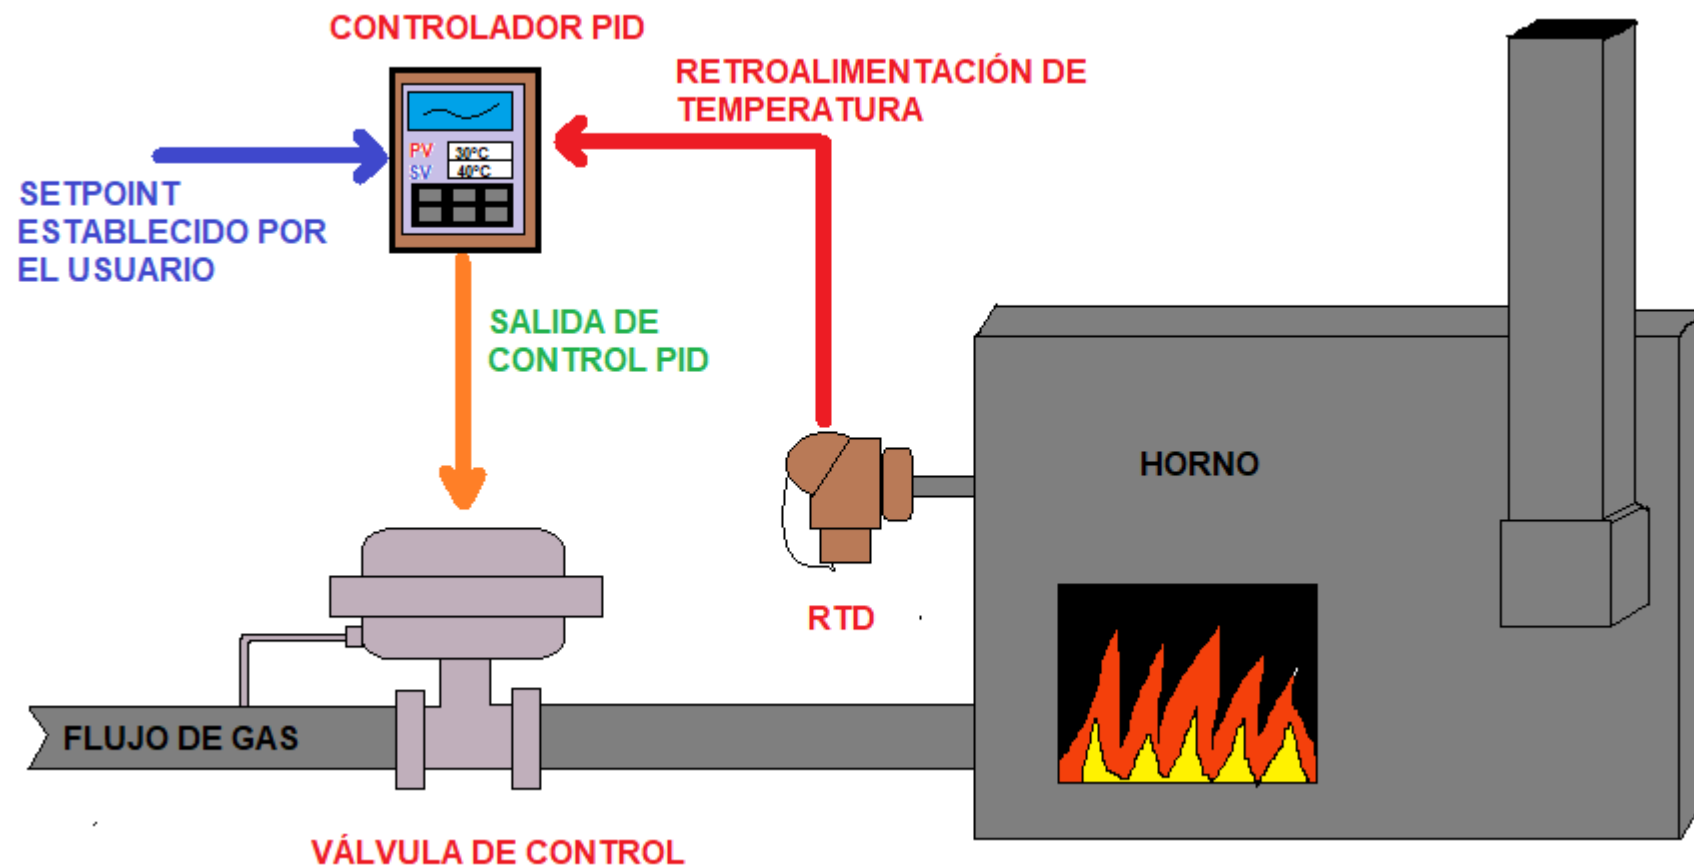 CONTROLADOR PID
RETROALIMENTACIÓN DE
TEMPERATURA
PV 30°C
SV 40°C
SETPOINT
ESTABLECIDO POR
EL USUARIO
SALIDA DE
CONTROL PID
HORNO
RTD
FLUJO DE GAS
VÁLVULA DE CONTROL